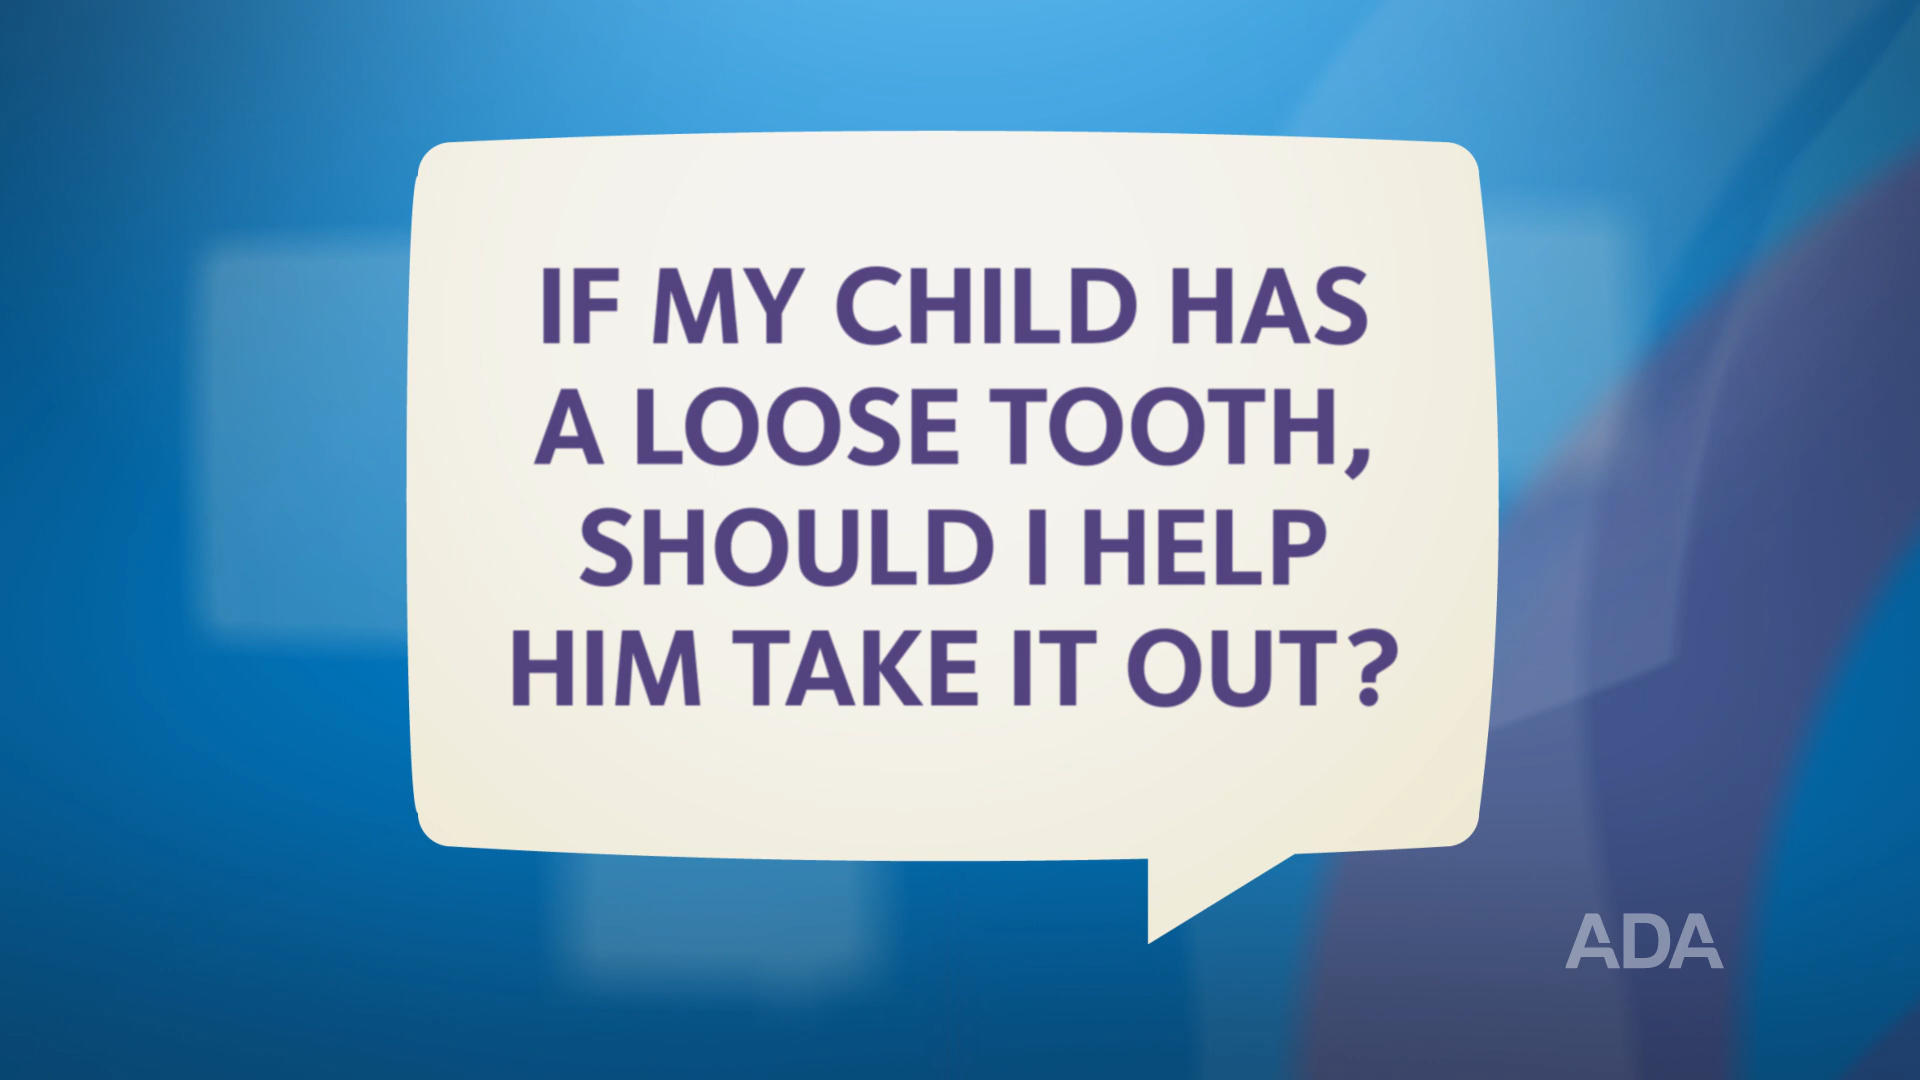 IF MY CHILD HAS
A LOOSE TOOTH,
SHOULD I HELP
HIM TAKE IT OUT?
ADA